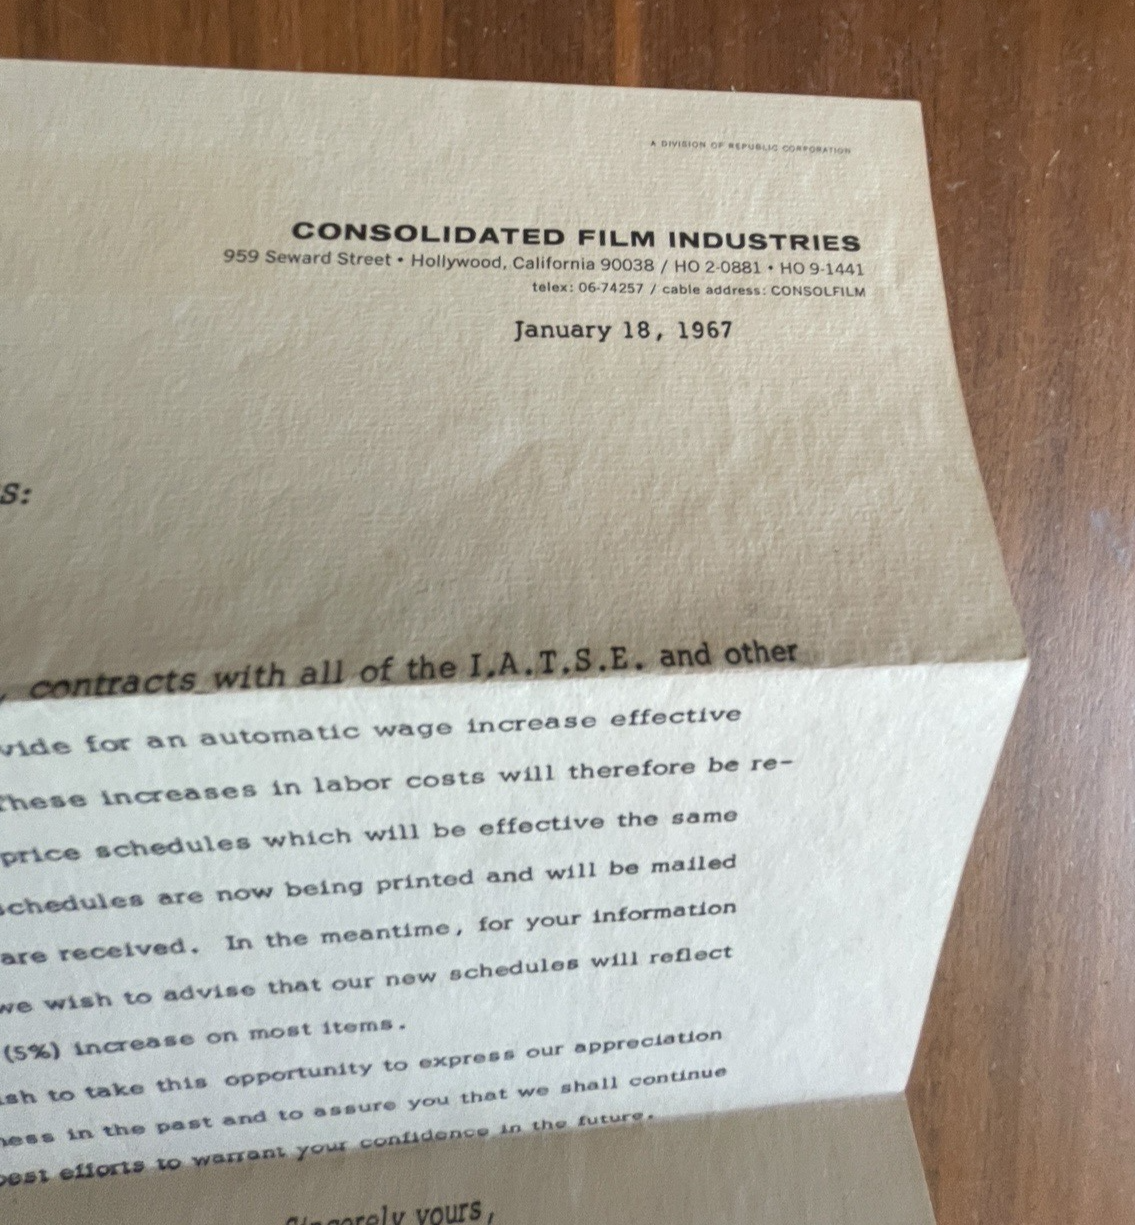 A DIVISION OF REPUBLIC CORPORATION
CONSOLIDATED FILM INDUSTRIES
959 Seward Street • Hollywood, California 90038 / HO 2-0881 • HO 9-1441
telex: 06-74257 / cable address: CONSOLFILM
January 18, 1967
S:
, contracts with all of the I.A.T.S.E. and other
vide for an automatic wage increase effective
These increases in labor costs will therefore be re-
price schedules which will be effective the same
schedules are now being printed and will be mailed
are received. In the meantime, for your information
we wish to advise that our new schedules will reflect
(5%) increase on most items.
sh to take this opportunity to express our appreciation
ness in the past and to assure you that we shall continue
best efforts to warrant your confidence in the future.
Sincerely yours,